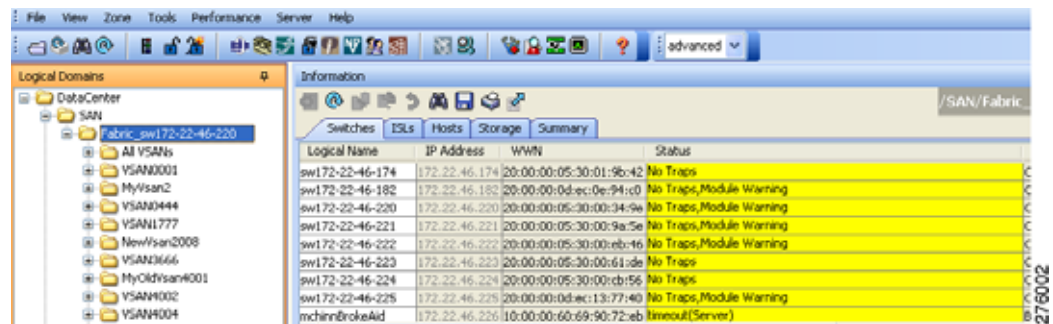 File View Zone Tools Performance Server Help
advanced
Logical Domains
Information
DataCenter
SAN
Fabric_sw172-22-46-220
All VSANs
VSAN0001
MyVsan2
VSAN0444
VSAN1777
NewVsan2008
VSAN3666
MyOldVsan4001
VSAN4002
VSAN4004
/SAN/Fabric_
Switches ISLs Hosts Storage Summary
Logical Name IP Address WWN Status
sw172-22-46-174 172.22.46.174 20:00:00:05:30:01:9b:42 No Traps
sw172-22-46-182 172.22.46.182 20:00:00:0d:ec:0e:94:c0 No Traps,Module Warning
sw172-22-46-220 172.22.46.220 20:00:00:05:30:00:34:9e No Traps,Module Warning
sw172-22-46-221 172.22.46.221 20:00:00:05:30:00:9a:5e No Traps,Module Warning
sw172-22-46-222 172.22.46.222 20:00:00:05:30:00:eb:46 No Traps,Module Warning
sw172-22-46-223 172.22.46.223 20:00:00:05:30:00:61:de No Traps
sw172-22-46-224 172.22.46.224 20:00:00:05:30:00:cb:56 No Traps
sw172-22-46-225 172.22.46.225 20:00:00:0d:ec:13:77:40 No Traps,Module Warning
mchinnBrokeAid 172.22.46.226 10:00:00:60:69:90:72:eb timeout(Server)
276002